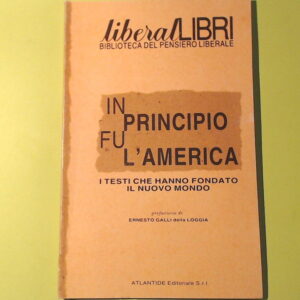 liberal LIBRI
BIBLIOTECA DEL PENSIERO LIBERALE
IN
PRINCIPIO
FU
L'AMERICA
I TESTI CHE HANNO FONDATO
IL NUOVO MONDO
prefazione di
ERNESTO GALLI della LOGGIA
ATLANTIDE Editoriale S.r.l.